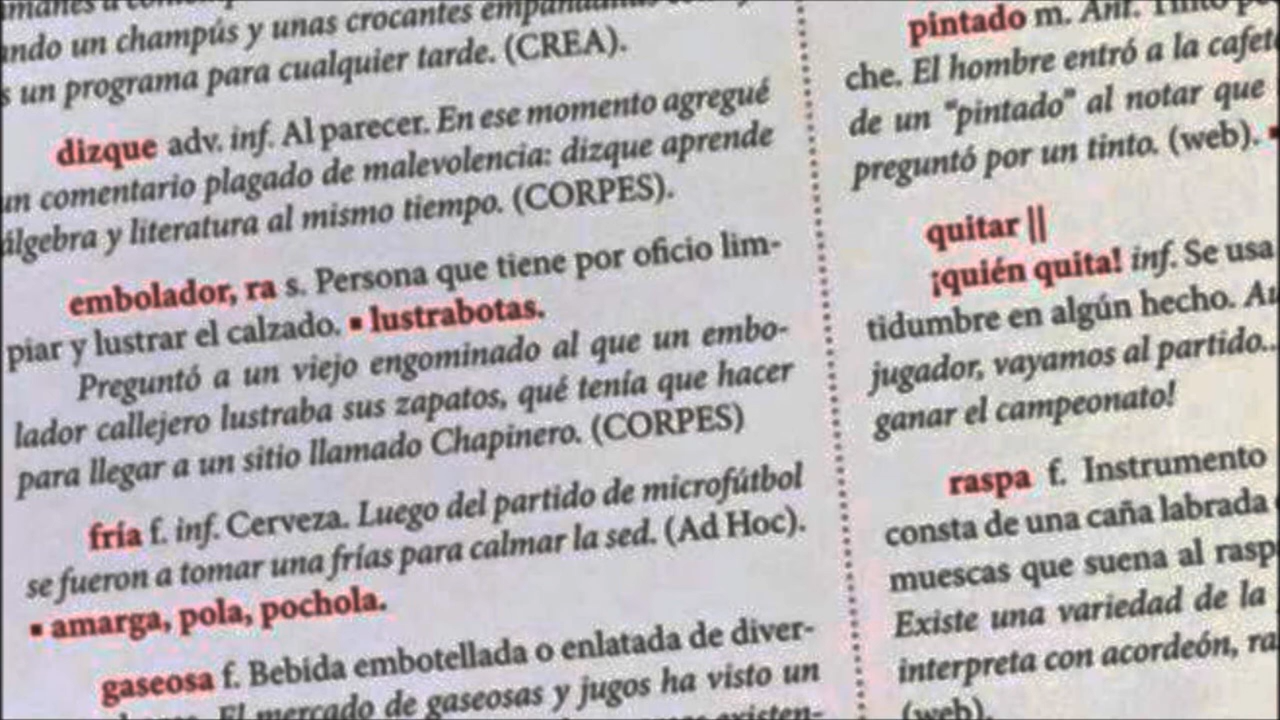 ando un champús y unas crocantes
s un programa para cualquier tarde. (CREA).
dizque adv. inf. Al parecer. En ese momento agregué
un comentario plagado de malevolencia: dizque aprende
álgebra y literatura al mismo tiempo. (CORPES).
embolador, ra s. Persona que tiene por oficio lim-
piar y lustrar el calzado. ▪ lustrabotas.
Preguntó a un viejo engominado al que un embo-
lador callejero lustraba sus zapatos, qué tenía que hacer
para llegar a un sitio llamado Chapinero. (CORPES)
fría f. inf. Cerveza. Luego del partido de microfútbol
se fueron a tomar una frías para calmar la sed. (Ad Hoc).
▪ amarga, pola, pochola.
gaseosa f. Bebida embotellada o enlatada de diver-
El mercado de gaseosas y jugos ha visto un
existen-
pintado m. Ant. Tinto
che. El hombre entró a la cafet
de un "pintado" al notar que
preguntó por un tinto. (web). ▪
quitar ||
¡quién quita! inf. Se usa
tidumbre en algún hecho.
jugador, vayamos al partido..
ganar el campeonato!
raspa f. Instrumento
consta de una caña labrada
muescas que suena al rasp
Existe una variedad de la
interpreta con acordeón, ra
(web).